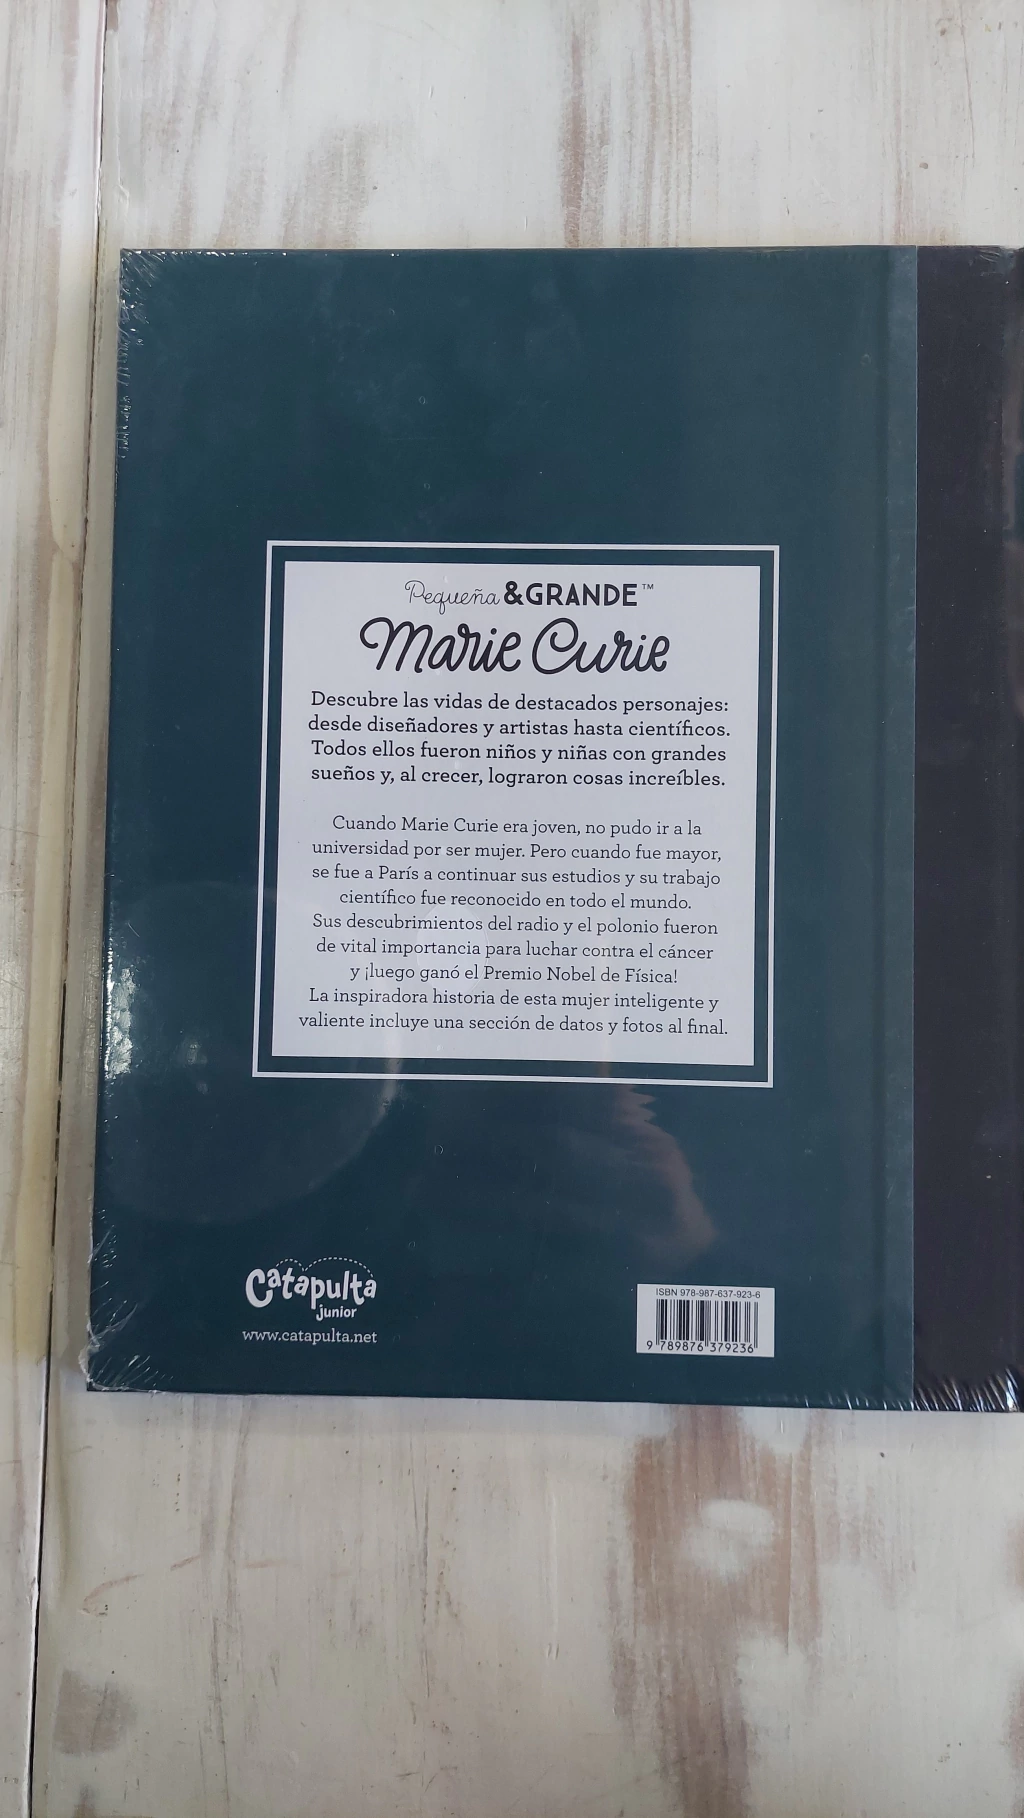 Pequeña &GRANDE™
Marie Curie
Descubre las vidas de destacados personajes:
desde diseñadores y artistas hasta científicos.
Todos ellos fueron niños y niñas con grandes
sueños y, al crecer, lograron cosas increíbles.
Cuando Marie Curie era joven, no pudo ir a la
universidad por ser mujer. Pero cuando fue mayor,
se fue a París a continuar sus estudios y su trabajo
científico fue reconocido en todo el mundo.
Sus descubrimientos del radio y el polonio fueron
de vital importancia para luchar contra el cáncer
y ¡luego ganó el Premio Nobel de Física!
La inspiradora historia de esta mujer inteligente y
valiente incluye una sección de datos y fotos al final.
Catapulta
junior
www.catapulta.net
ISBN 978-987-637-923-6
9 789876 379236